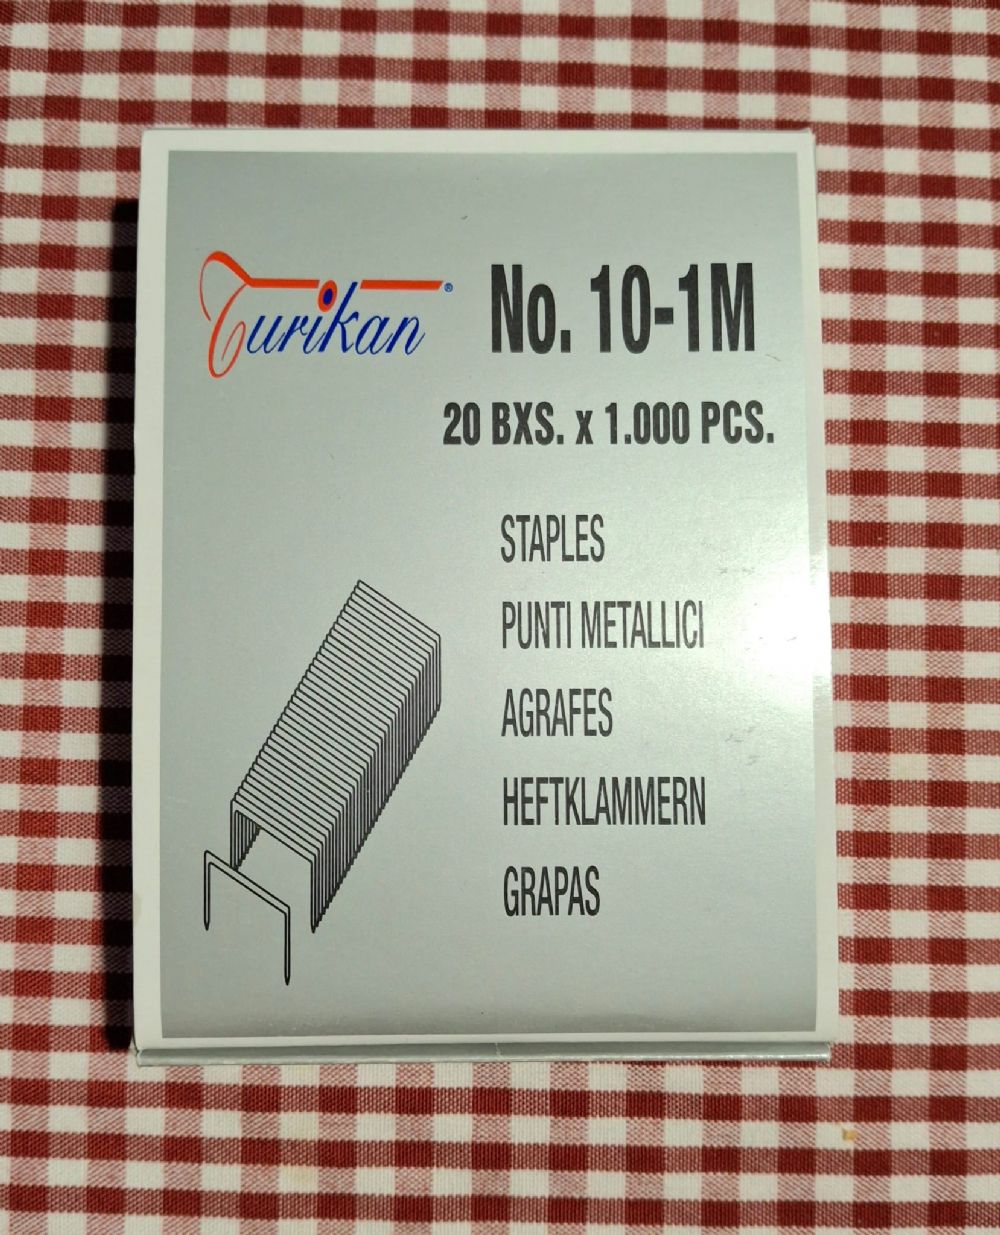 Turikan®
No. 10-1M
20 BXS. x 1.000 PCS.
STAPLES
PUNTI METALLICI
AGRAFES
HEFTKLAMMERN
GRAPAS